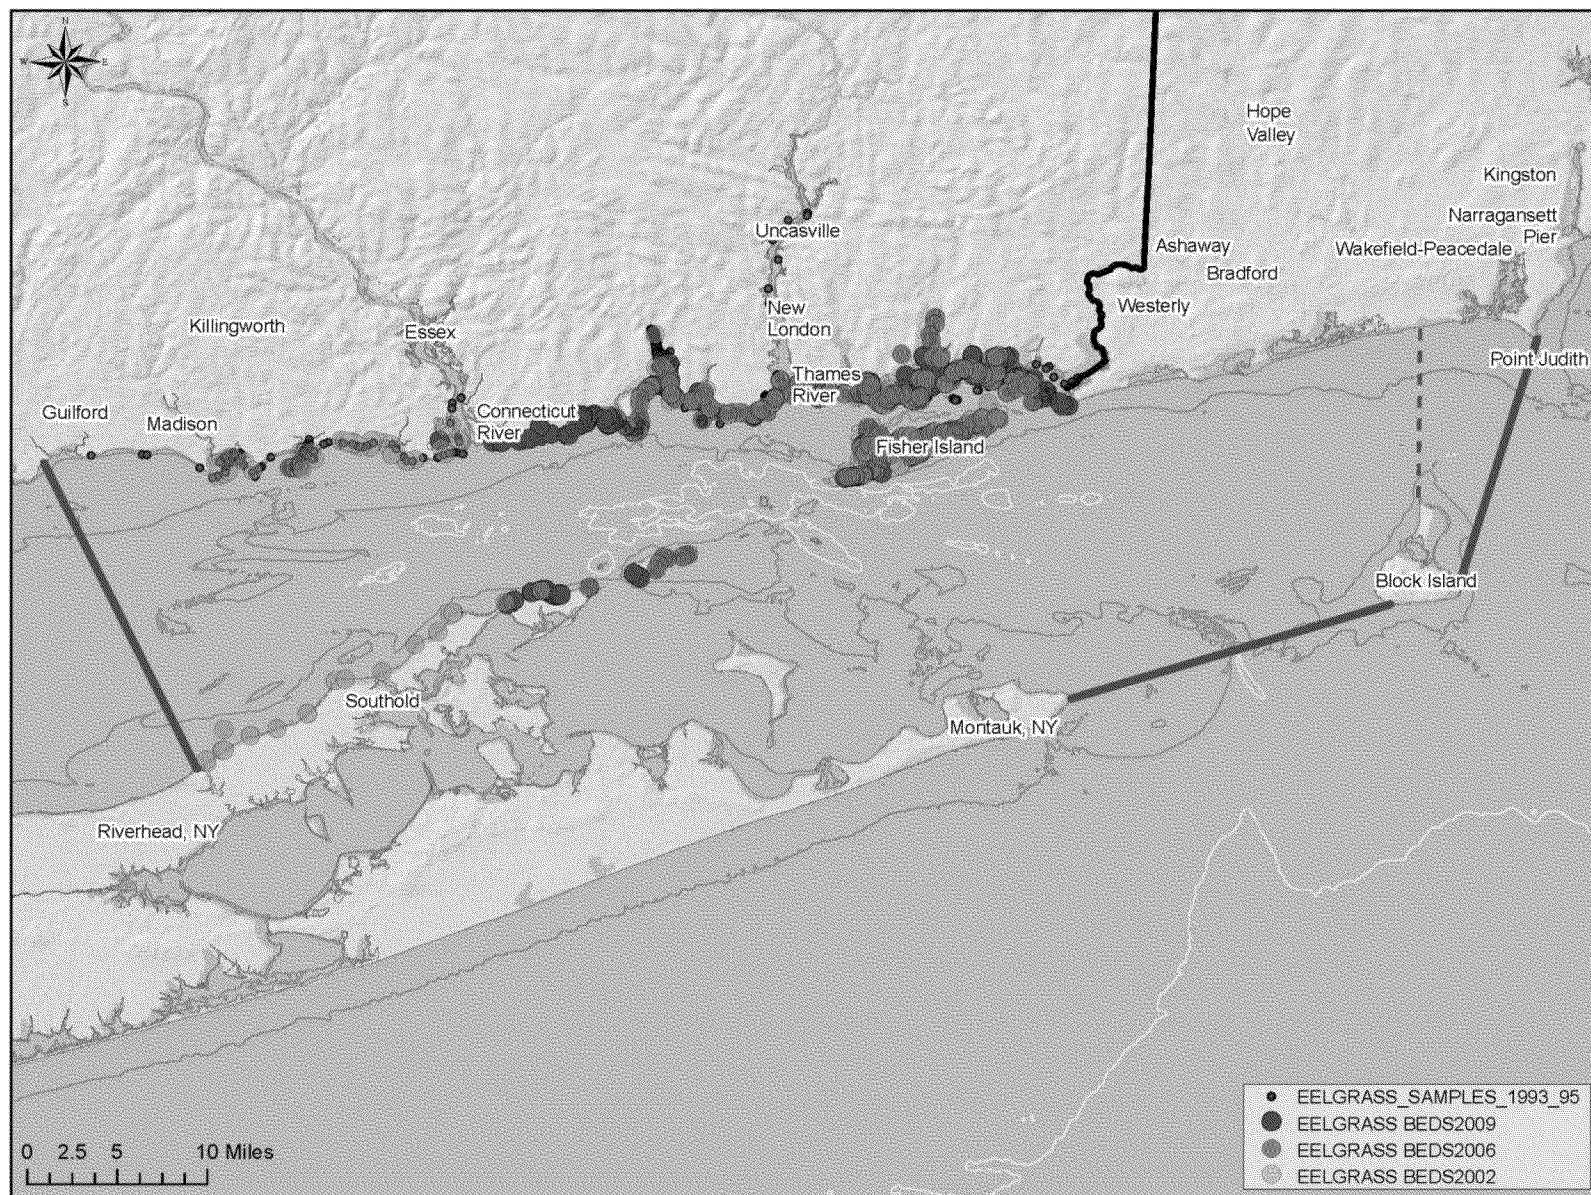 N
W E
S
Hope
Valley
Kingston
Narragansett
Pier
Uncasville
Ashaway
Wakefield-Peacedale
Bradford
Westerly
New
London
Killingworth
Essex
Point Judith
Thames
River
Guilford
Madison
Connecticut
River
Fisher Island
Block Island
Southold
Montauk, NY
Riverhead, NY
EELGRASS_SAMPLES_1993_95
EELGRASS BEDS2009
EELGRASS BEDS2006
EELGRASS BEDS2002
0 2.5 5 10 Miles